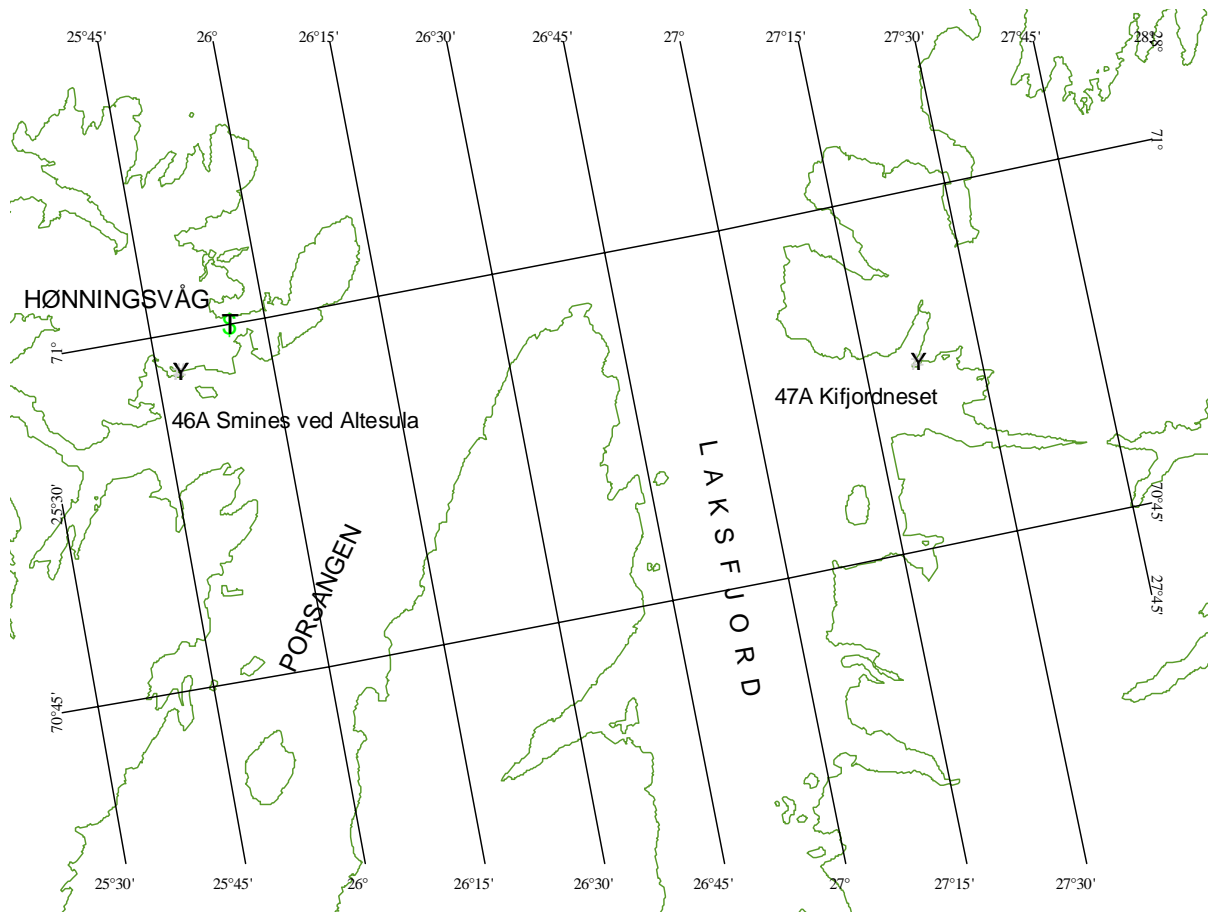 25°45' 26° 26°15' 26°30' 26°45' 27° 27°15' 27°30' 27°45' 28°
28°
71°
HØNNINGSVÅG
T
S
71°
Y
Y
47A Kifjordneset
46A Smines ved Altesula
LAKSFJORD
25°30'
70°45'
PORSANGEN
27°45'
70°45'
25°30' 25°45' 26° 26°15' 26°30' 26°45' 27° 27°15' 27°30'